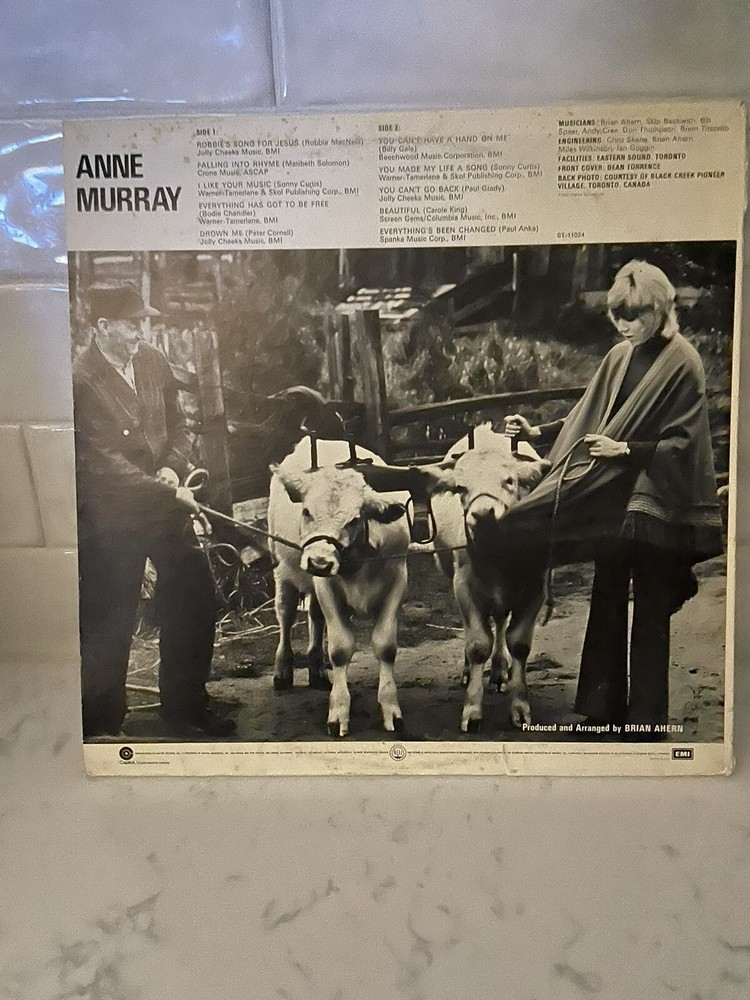 ANNE
MURRAY
SIDE 1:
ROBBIE'S SONG FOR JESUS (Robbie MacNeill)
Jolly Cheeks Music, BMI
FALLING INTO RHYME (Maribeth Solomon)
Crone Music, ASCAP
I LIKE YOUR MUSIC (Sonny Curtis)
Warner-Tamerlane & Skol Publishing Corp., BMI
EVERYTHING HAS GOT TO BE FREE
(Bodie Chandler)
Warner-Tamerlane, BMI
DROWN ME (Peter Cornell)
Jolly Cheeks Music, BMI
SIDE 2:
YOU CAN'T HAVE A HAND ON ME
(Billy Gale)
Beechwood Music Corporation, BMI
YOU MADE MY LIFE A SONG (Sonny Curtis)
Warner-Tamerlane & Skol Publishing Corp., BMI
YOU CAN'T GO BACK (Paul Grady)
Jolly Cheeks Music, BMI
BEAUTIFUL (Carole King)
Screen Gems/Columbia Music, Inc., BMI
EVERYTHING'S BEEN CHANGED (Paul Anka)
Spanka Music Corp., BMI
MUSICIANS: Brian Ahern, Skip Beckwith, Bill
Speer, Andy Cree, Don Thompson, Brent Titcomb
ENGINEERING: Chris Skene, Brian Ahern,
Miles Wilkinson, Ian Goggin
FACILITIES: EASTERN SOUND, TORONTO
FRONT COVER: DEAN TORRENCE
BACK PHOTO: COURTESY OF BLACK CREEK PIONEER
VILLAGE, TORONTO, CANADA
ST-11024
Produced and Arranged by BRIAN AHERN
Capitol
EMI